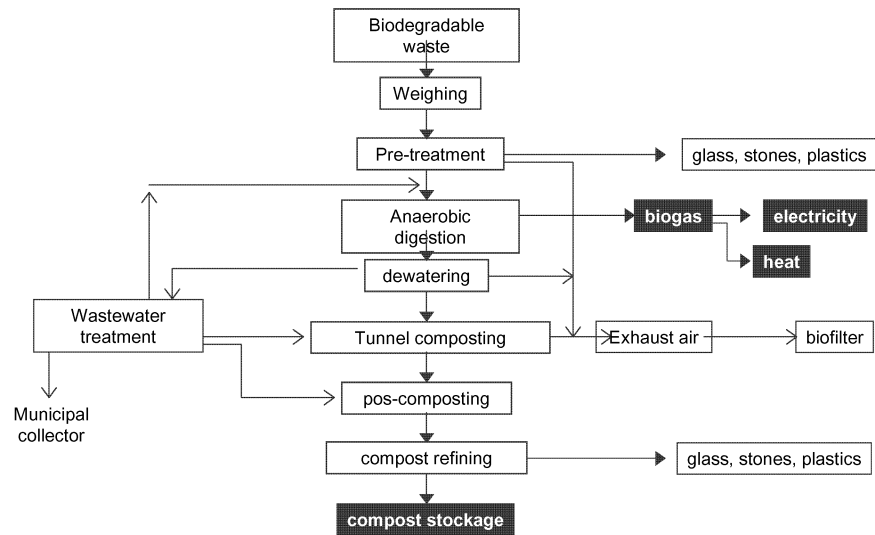 Biodegradable
waste
Weighing
Pre-treatment
glass, stones, plastics
Anaerobic
digestion
biogas
electricity
heat
dewatering
Wastewater
treatment
Tunnel composting
Exhaust air
biofilter
Municipal
collector
pos-composting
compost refining
glass, stones, plastics
compost stockage